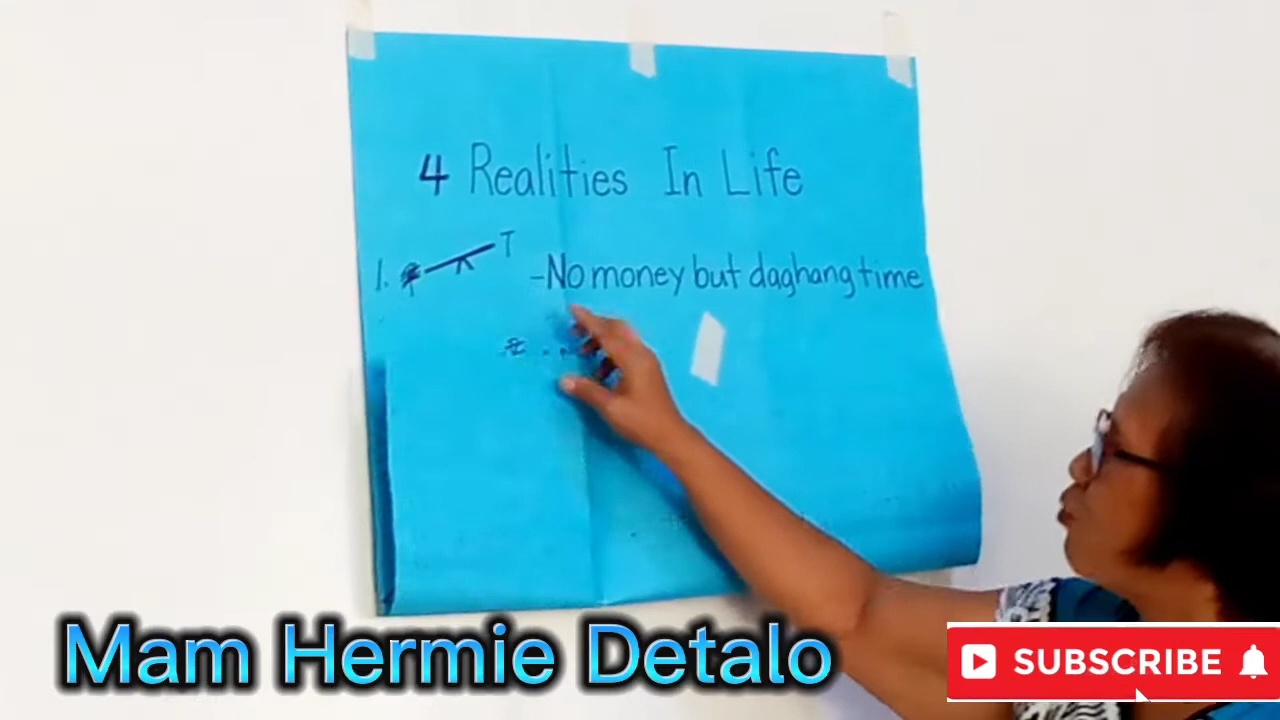 4 Realities In Life
1. T -No money but daghang time
Mam Hermie Detalo
SUBSCRIBE